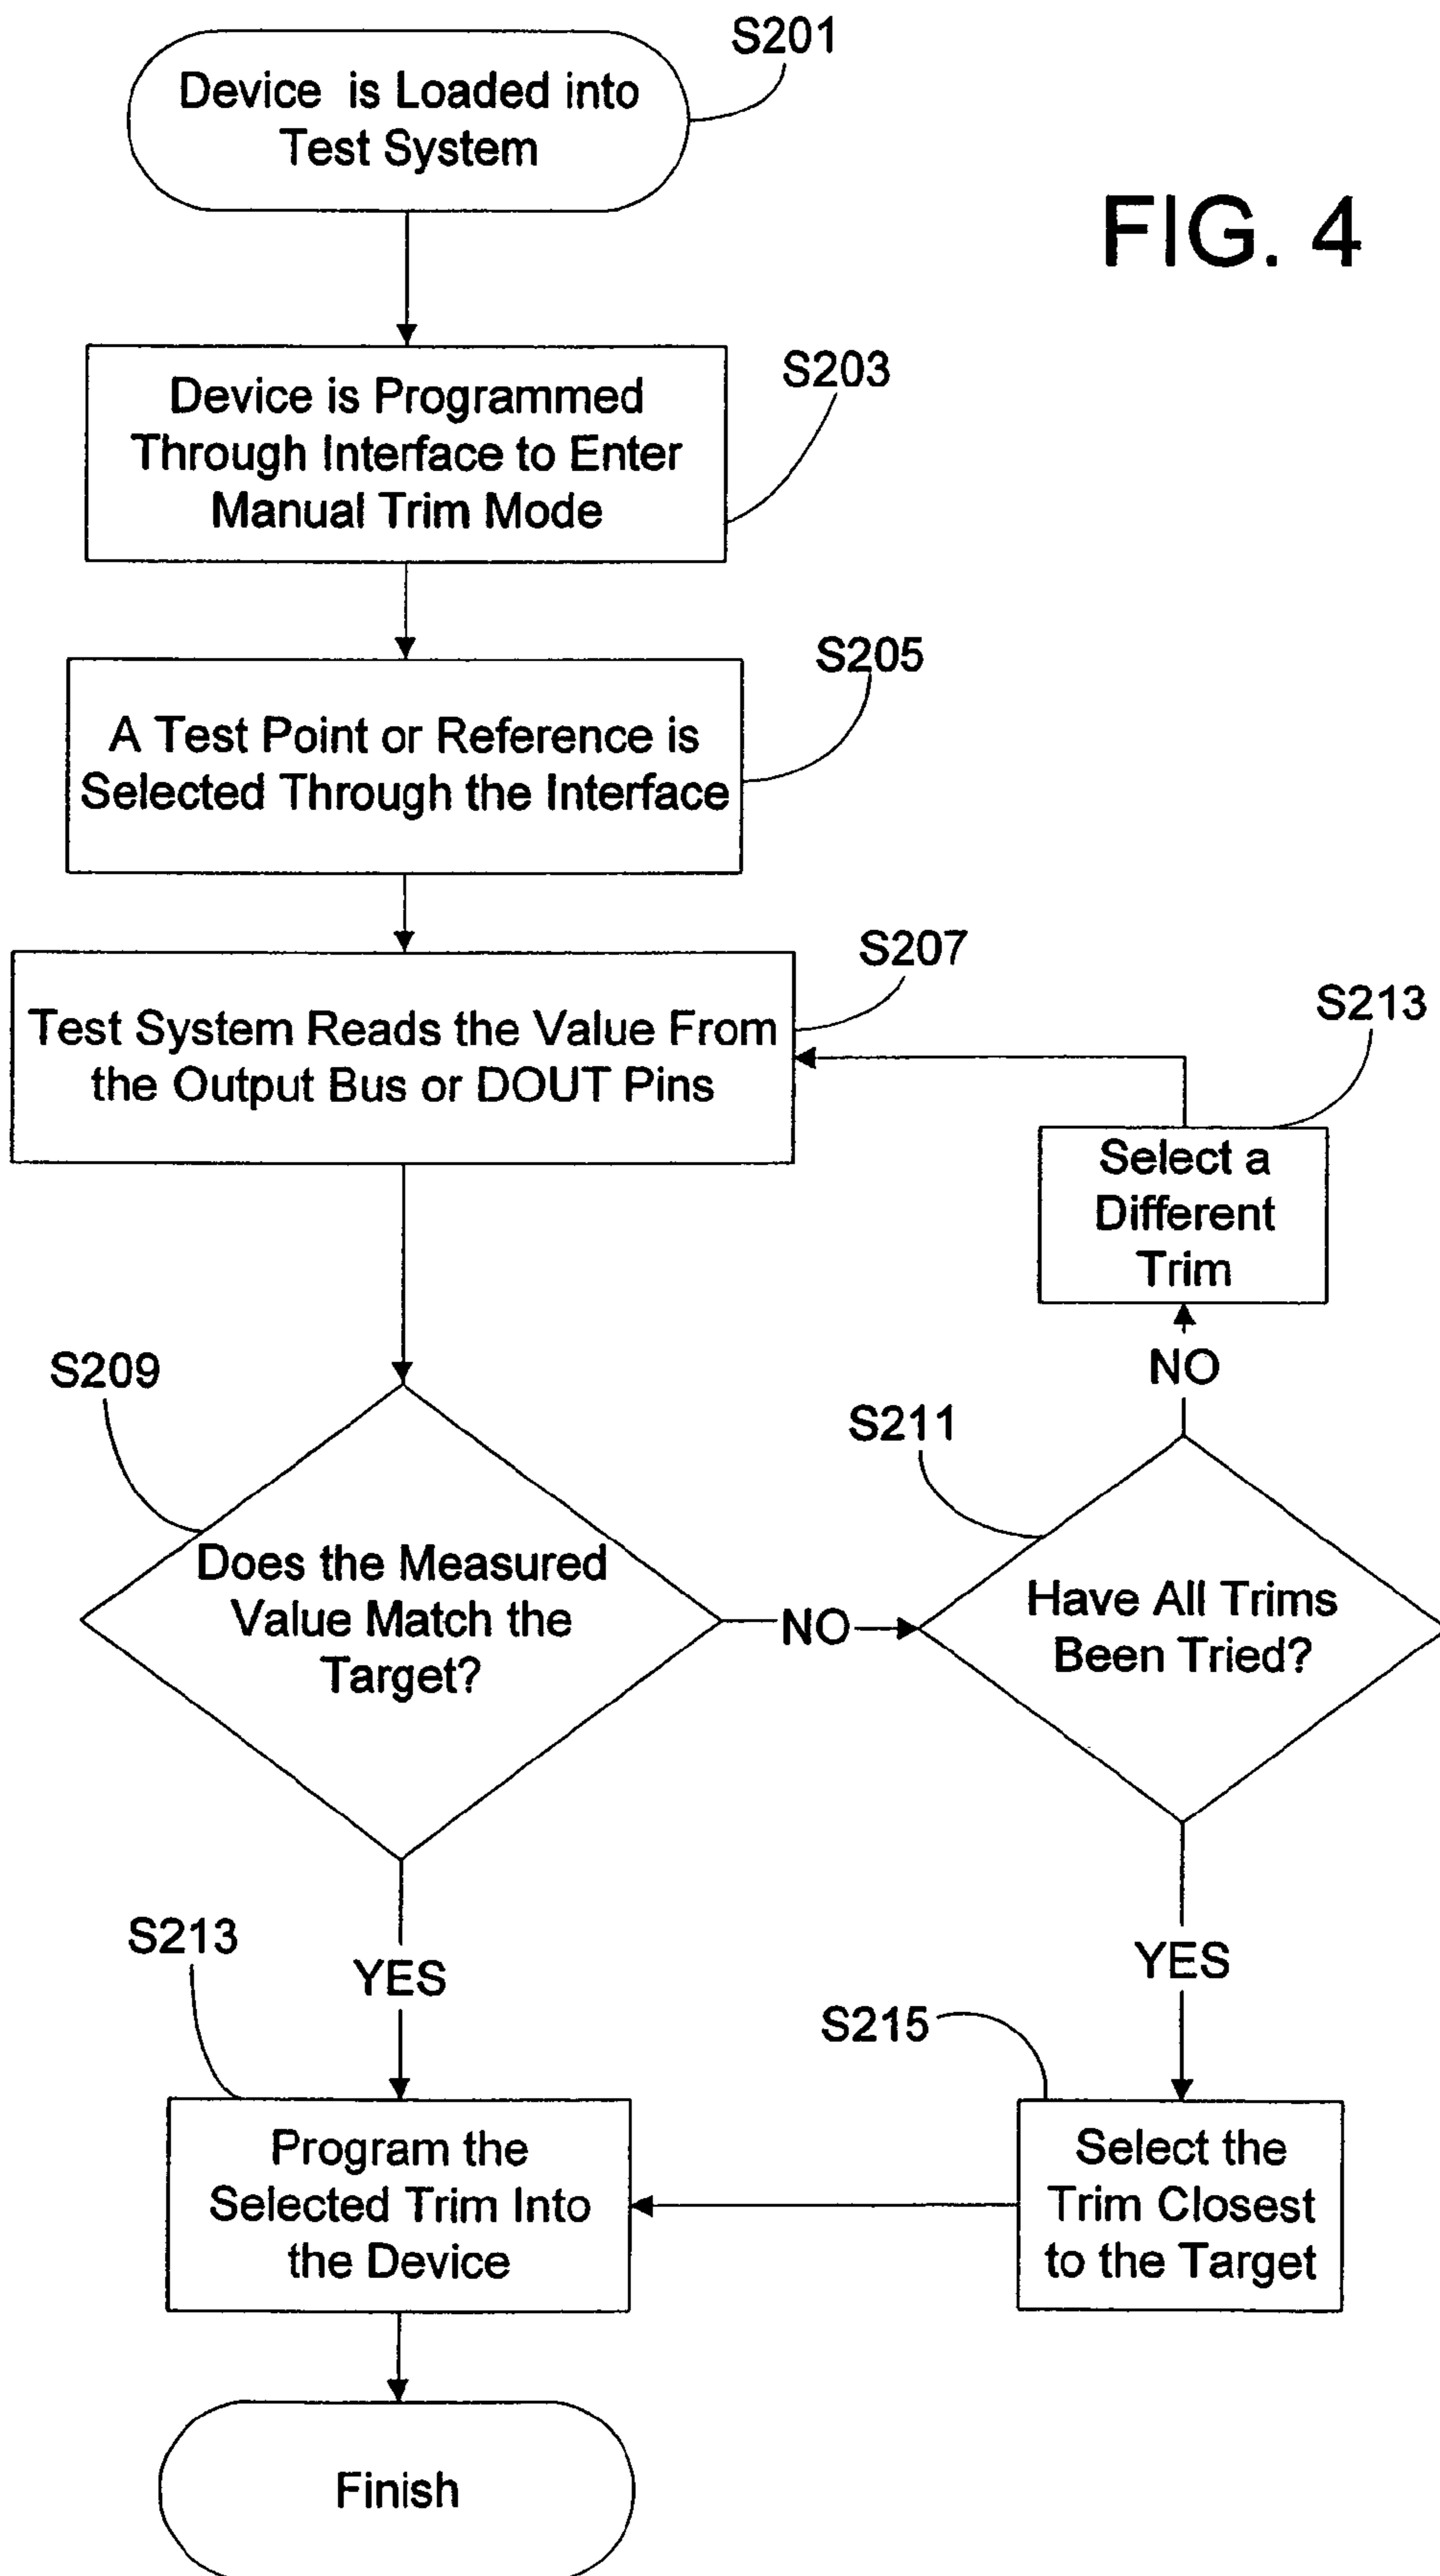 S201
Device is Loaded into
Test System
FIG. 4
S203
Device is Programmed
Through Interface to Enter
Manual Trim Mode
S205
A Test Point or Reference is
Selected Through the Interface
S207
Test System Reads the Value From
the Output Bus or DOUT Pins
S213
Select a
Different
Trim
NO
S209
S211
Does the Measured
Value Match the
Target?
NO
Have All Trims
Been Tried?
S213
YES
YES
S215
Program the
Selected Trim Into
the Device
Select the
Trim Closest
to the Target
Finish